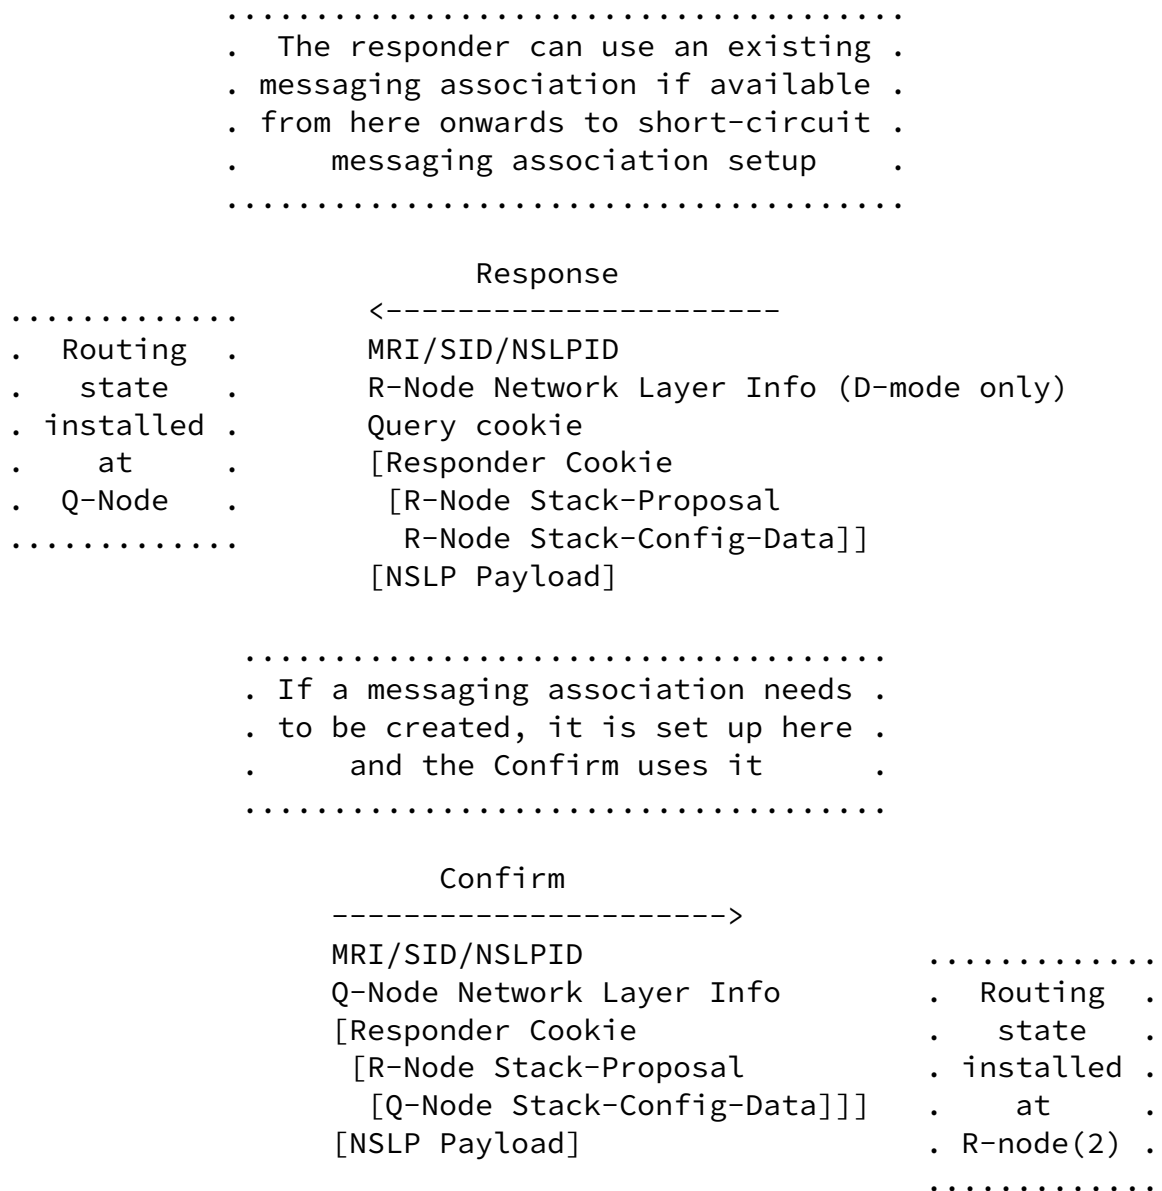 ......................................
.  The responder can use an existing .
. messaging association if available .
. from here onwards to short-circuit .
.     messaging association setup    .
......................................
Response
.............       <----------------------
.  Routing  .       MRI/SID/NSLPID
.   state   .       R-Node Network Layer Info (D-mode only)
. installed .       Query cookie
.    at     .       [Responder Cookie
.  Q-Node   .        [R-Node Stack-Proposal
.............         R-Node Stack-Config-Data]]
[NSLP Payload]
....................................
. If a messaging association needs .
. to be created, it is set up here .
.     and the Confirm uses it      .
....................................
Confirm
---------------------->
MRI/SID/NSLPID                   .............
Q-Node Network Layer Info        .  Routing  .
[Responder Cookie                .   state   .
[R-Node Stack-Proposal          . installed .
[Q-Node Stack-Config-Data]]]   .    at     .
[NSLP Payload]                   . R-node(2) .
.............